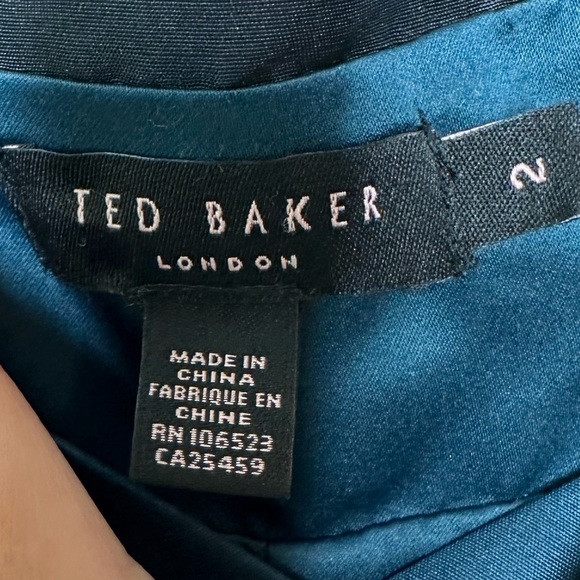 TED BAKER
LONDON
2
MADE IN
CHINA
FABRIQUE EN
CHINE
RN 106523
CA25459